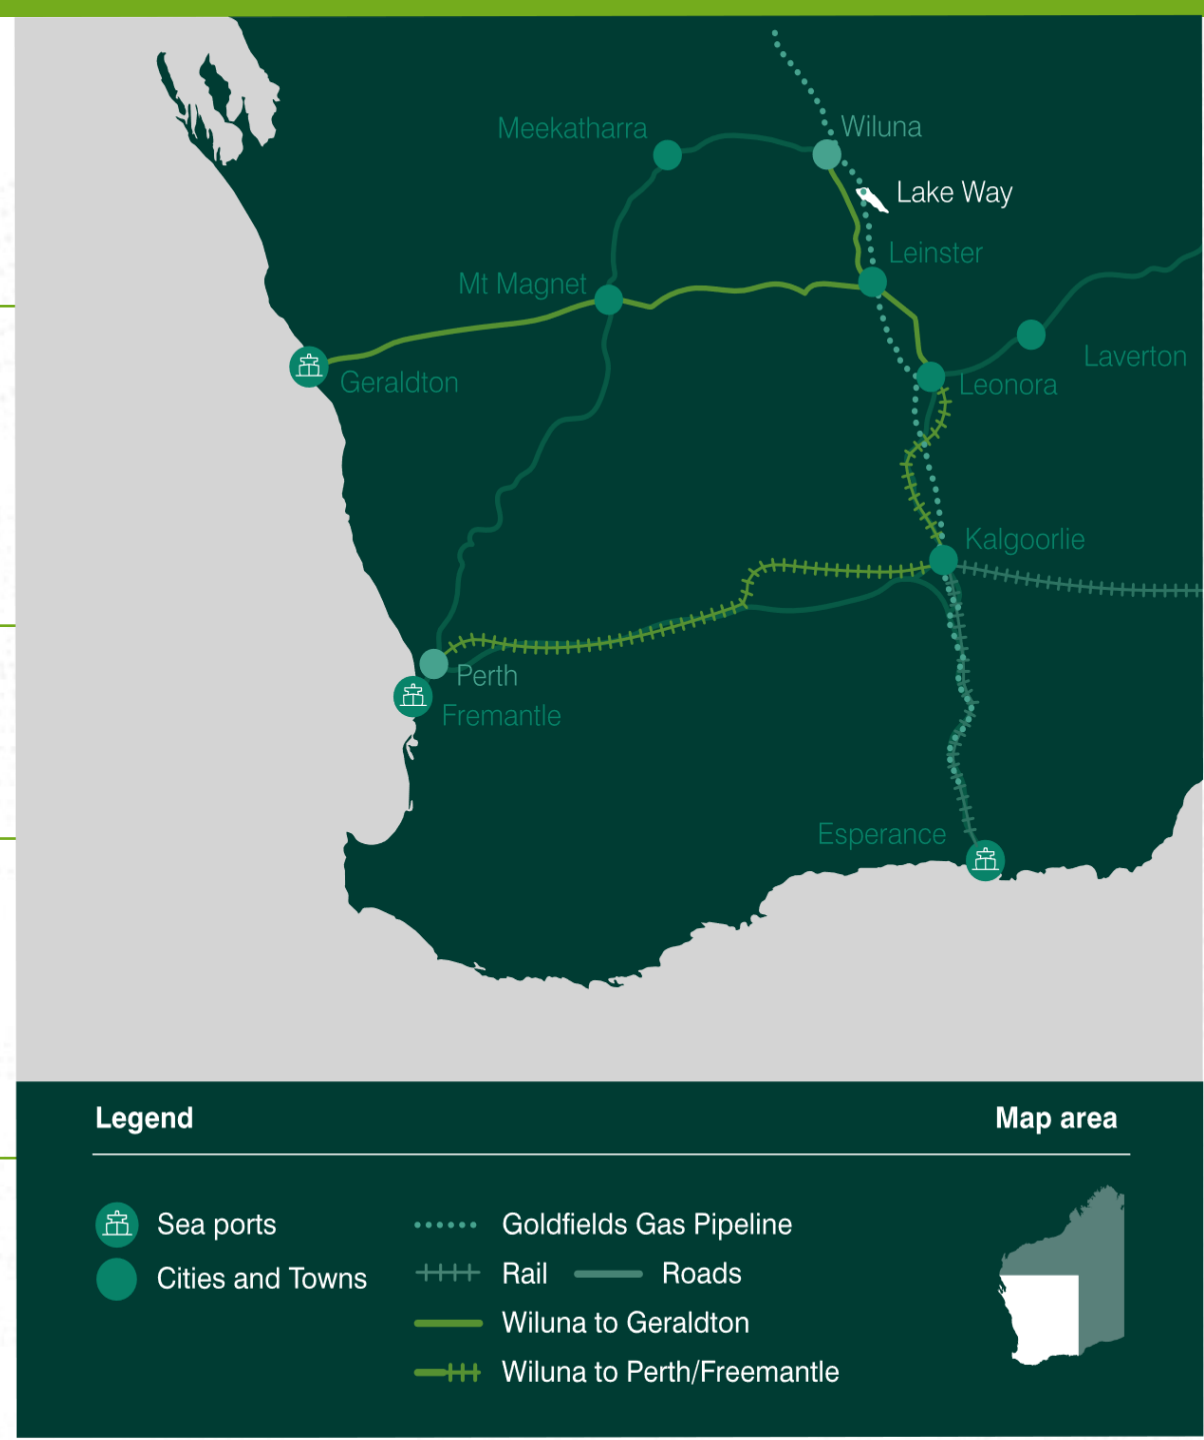 Meekatharra
Wiluna
Lake Way
Leinster
Mt Magnet
Laverton
Geraldton
Leonora
Kalgoorlie
Perth
Fremantle
Esperance
Legend
Map area
Sea ports
Goldfields Gas Pipeline
Cities and Towns
Rail
Roads
Wiluna to Geraldton
Wiluna to Perth/Freemantle